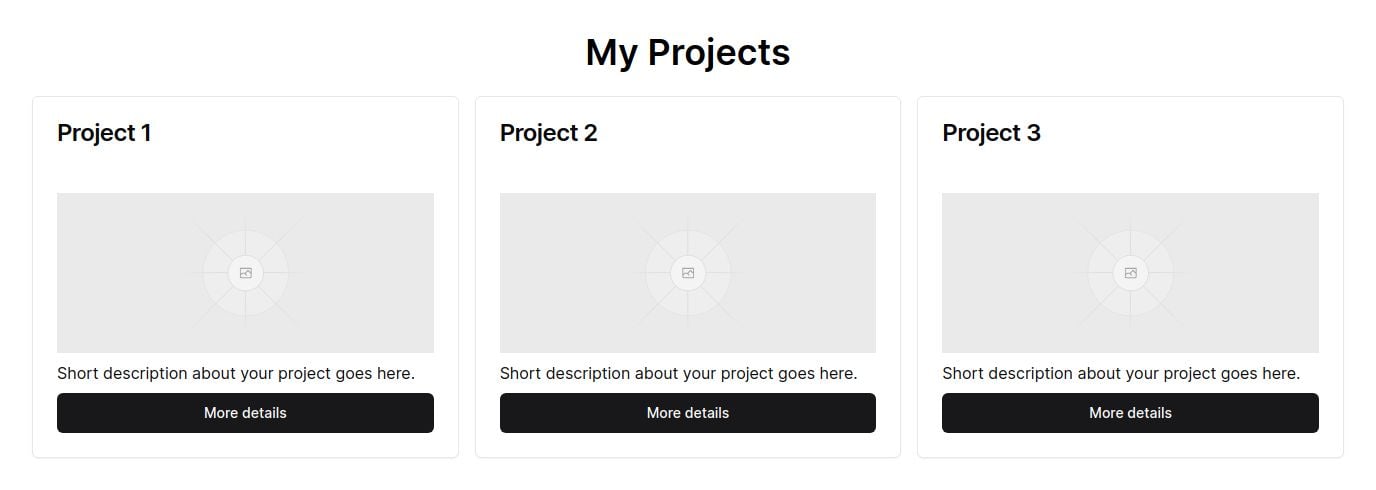 My Projects
Project 1
Short description about your project goes here.
More details
Project 2
Short description about your project goes here.
More details
Project 3
Short description about your project goes here.
More details